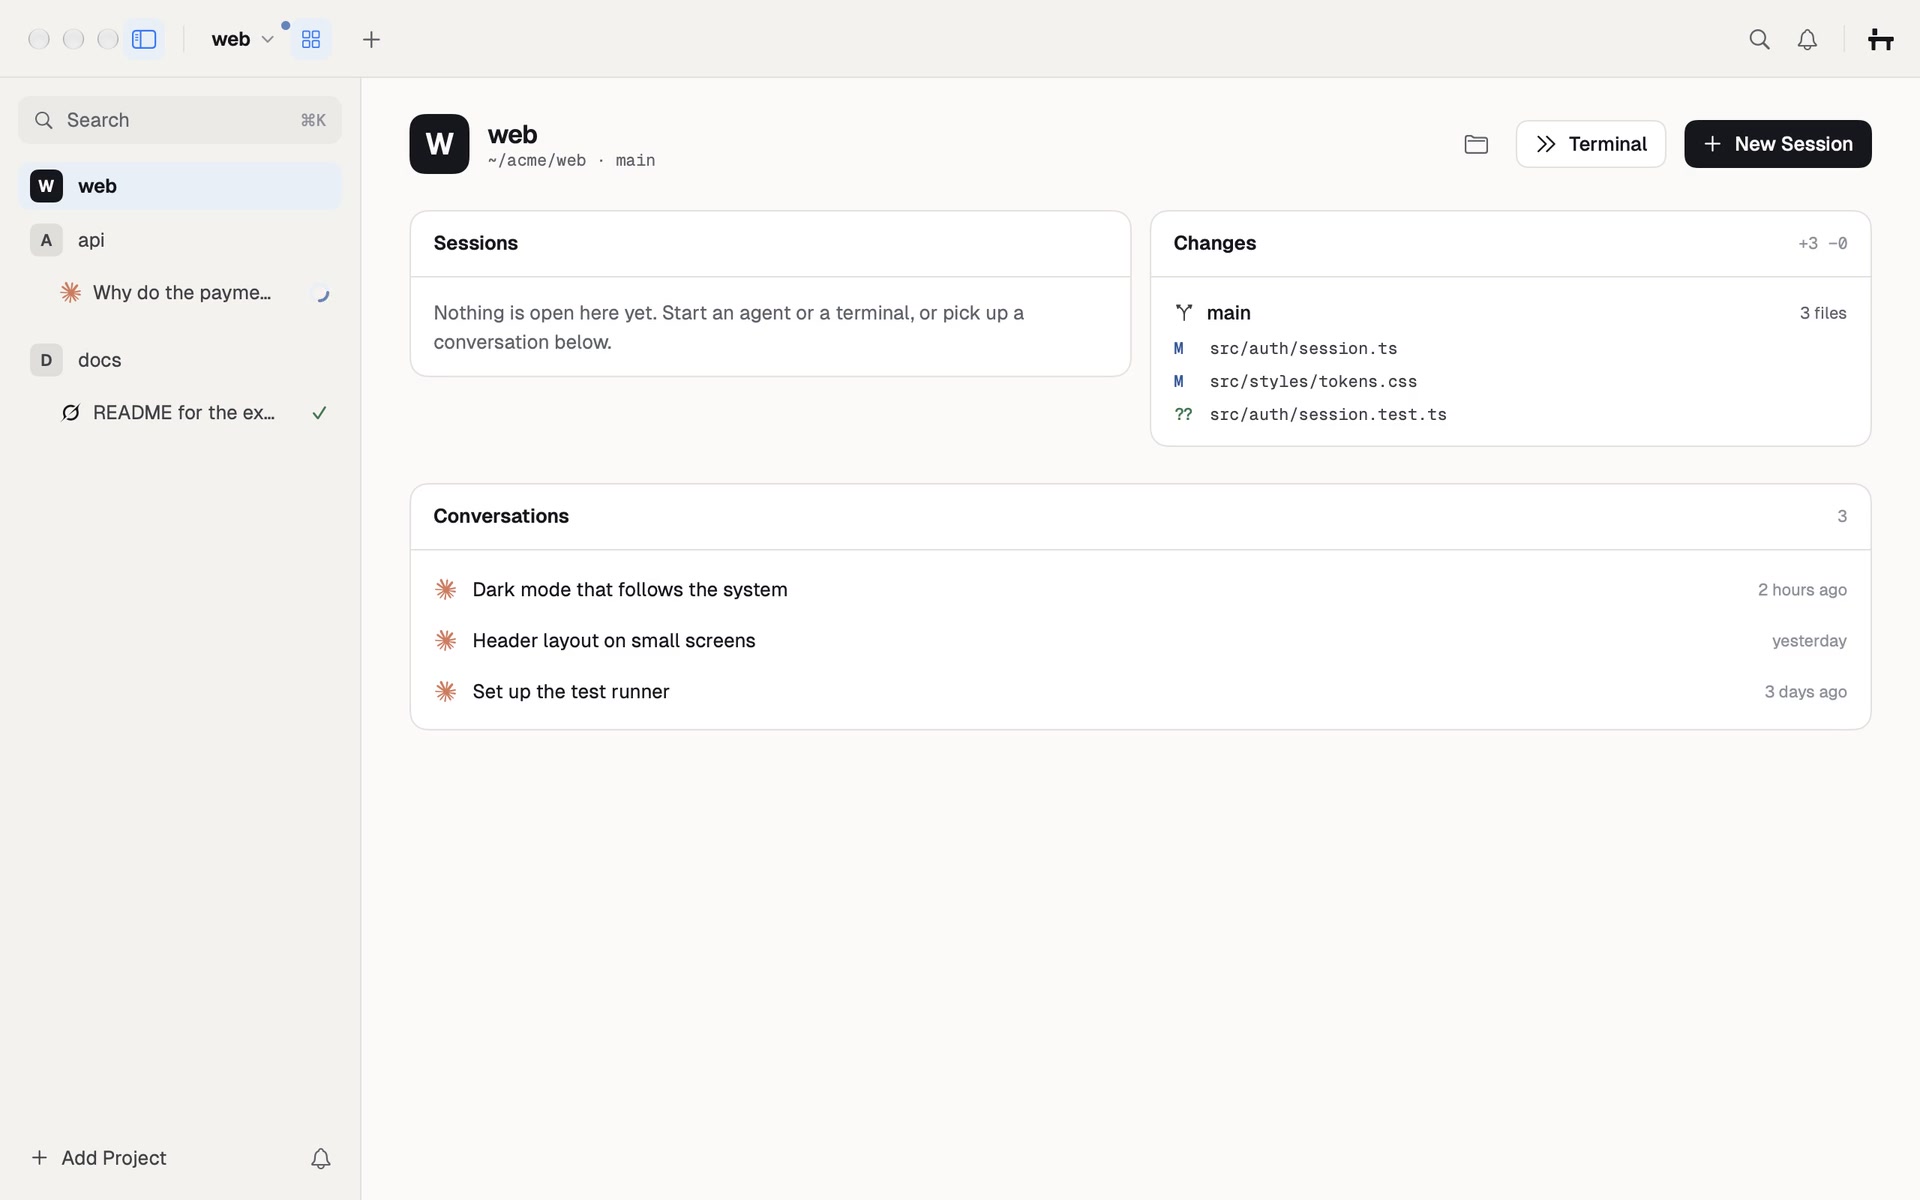 web
Search ⌘K
W web
A api
Why do the payme...
D docs
README for the ex...
+ Add Project
W
web
~/acme/web · main
Terminal
+ New Session
Sessions
Nothing is open here yet. Start an agent or a terminal, or pick up a
conversation below.
Changes +3 −0
main 3 files
M src/auth/session.ts
M src/styles/tokens.css
?? src/auth/session.test.ts
Conversations 3
Dark mode that follows the system 2 hours ago
Header layout on small screens yesterday
Set up the test runner 3 days ago